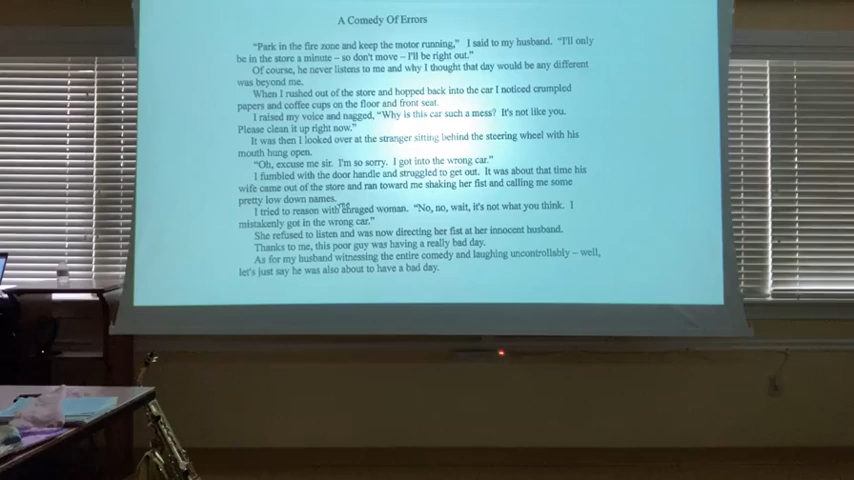 A Comedy Of Errors
"Park in the fire zone and keep the motor running," I said to my husband. "I'll only
be in the store a minute – so don't move – I'll be right out."
Of course, he never listens to me and why I thought that day would be any different
was beyond me.
When I rushed out of the store and hopped back into the car I noticed crumpled
papers and coffee cups on the floor and front seat.
I raised my voice and nagged, "Why is this car such a mess? It's not like you.
Please clean it up right now."
It was then I looked over at the stranger sitting behind the steering wheel with his
mouth hung open.
"Oh, excuse me sir. I'm so sorry. I got into the wrong car."
I fumbled with the door handle and struggled to get out. It was about that time his
wife came out of the store and ran toward me shaking her fist and calling me some
pretty low down names.
I tried to reason with the enraged woman. "No, no, wait, it's not what you think. I
mistakenly got in the wrong car."
She refused to listen and was now directing her fist at her innocent husband.
Thanks to me, this poor guy was having a really bad day.
As for my husband witnessing the entire comedy and laughing uncontrollably – well,
let's just say he was also about to have a bad day.